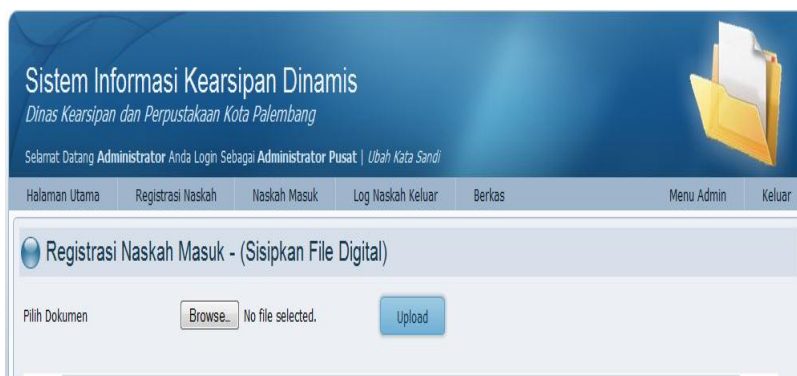 Sistem Informasi Kearsipan Dinamis
Dinas Kearsipan dan Perpustakaan Kota Palembang
Selamat Datang Administrator Anda Login Sebagai Administrator Pusat | Ubah Kata Sandi
Halaman Utama Registrasi Naskah Naskah Masuk Log Naskah Keluar Berkas Menu Admin Keluar
Registrasi Naskah Masuk - (Sisipkan File Digital)
Pilih Dokumen Browse... No file selected. Upload